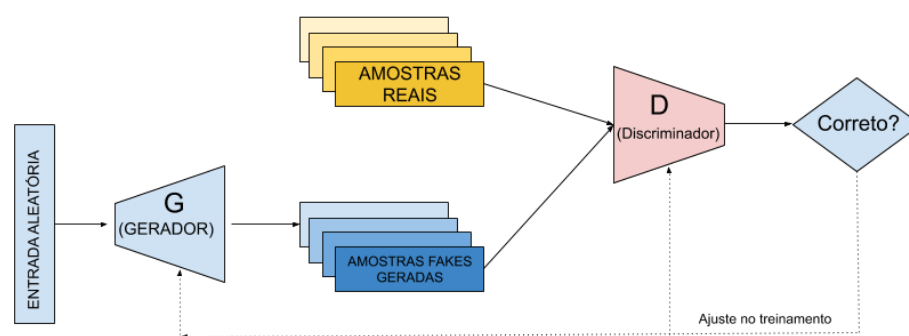 AMOSTRAS
REAIS
D
(Discriminador)
Correto?
ENTRADA ALEATÓRIA
G
(GERADOR)
AMOSTRAS FAKES
GERADAS
Ajuste no treinamento